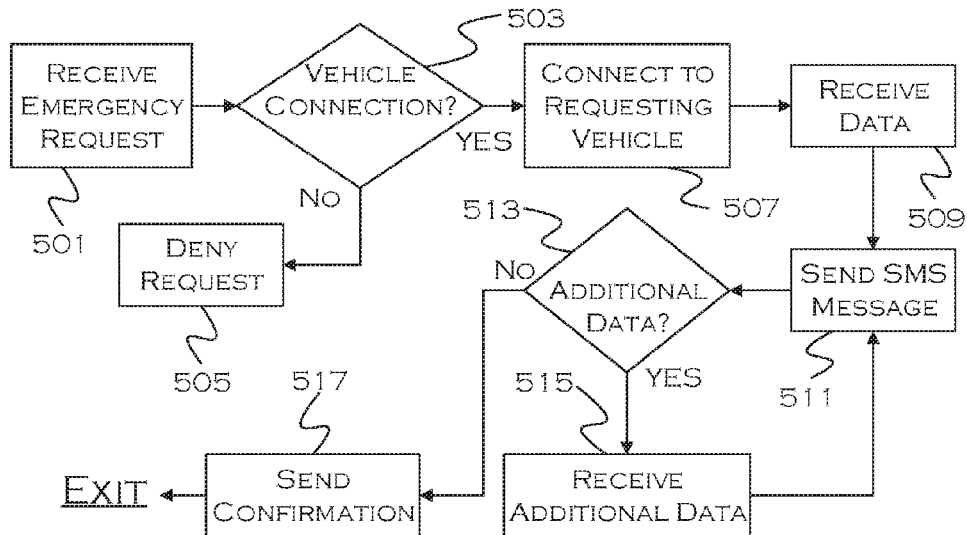 503
RECEIVE
EMERGENCY
REQUEST
VEHICLE
CONNECTION?
YES
CONNECT TO
REQUESTING
VEHICLE
RECEIVE
DATA
NO
501
507
509
513
DENY
REQUEST
NO
ADDITIONAL
DATA?
SEND SMS
MESSAGE
505
517
515
YES
511
EXIT
SEND
CONFIRMATION
RECEIVE
ADDITIONAL DATA